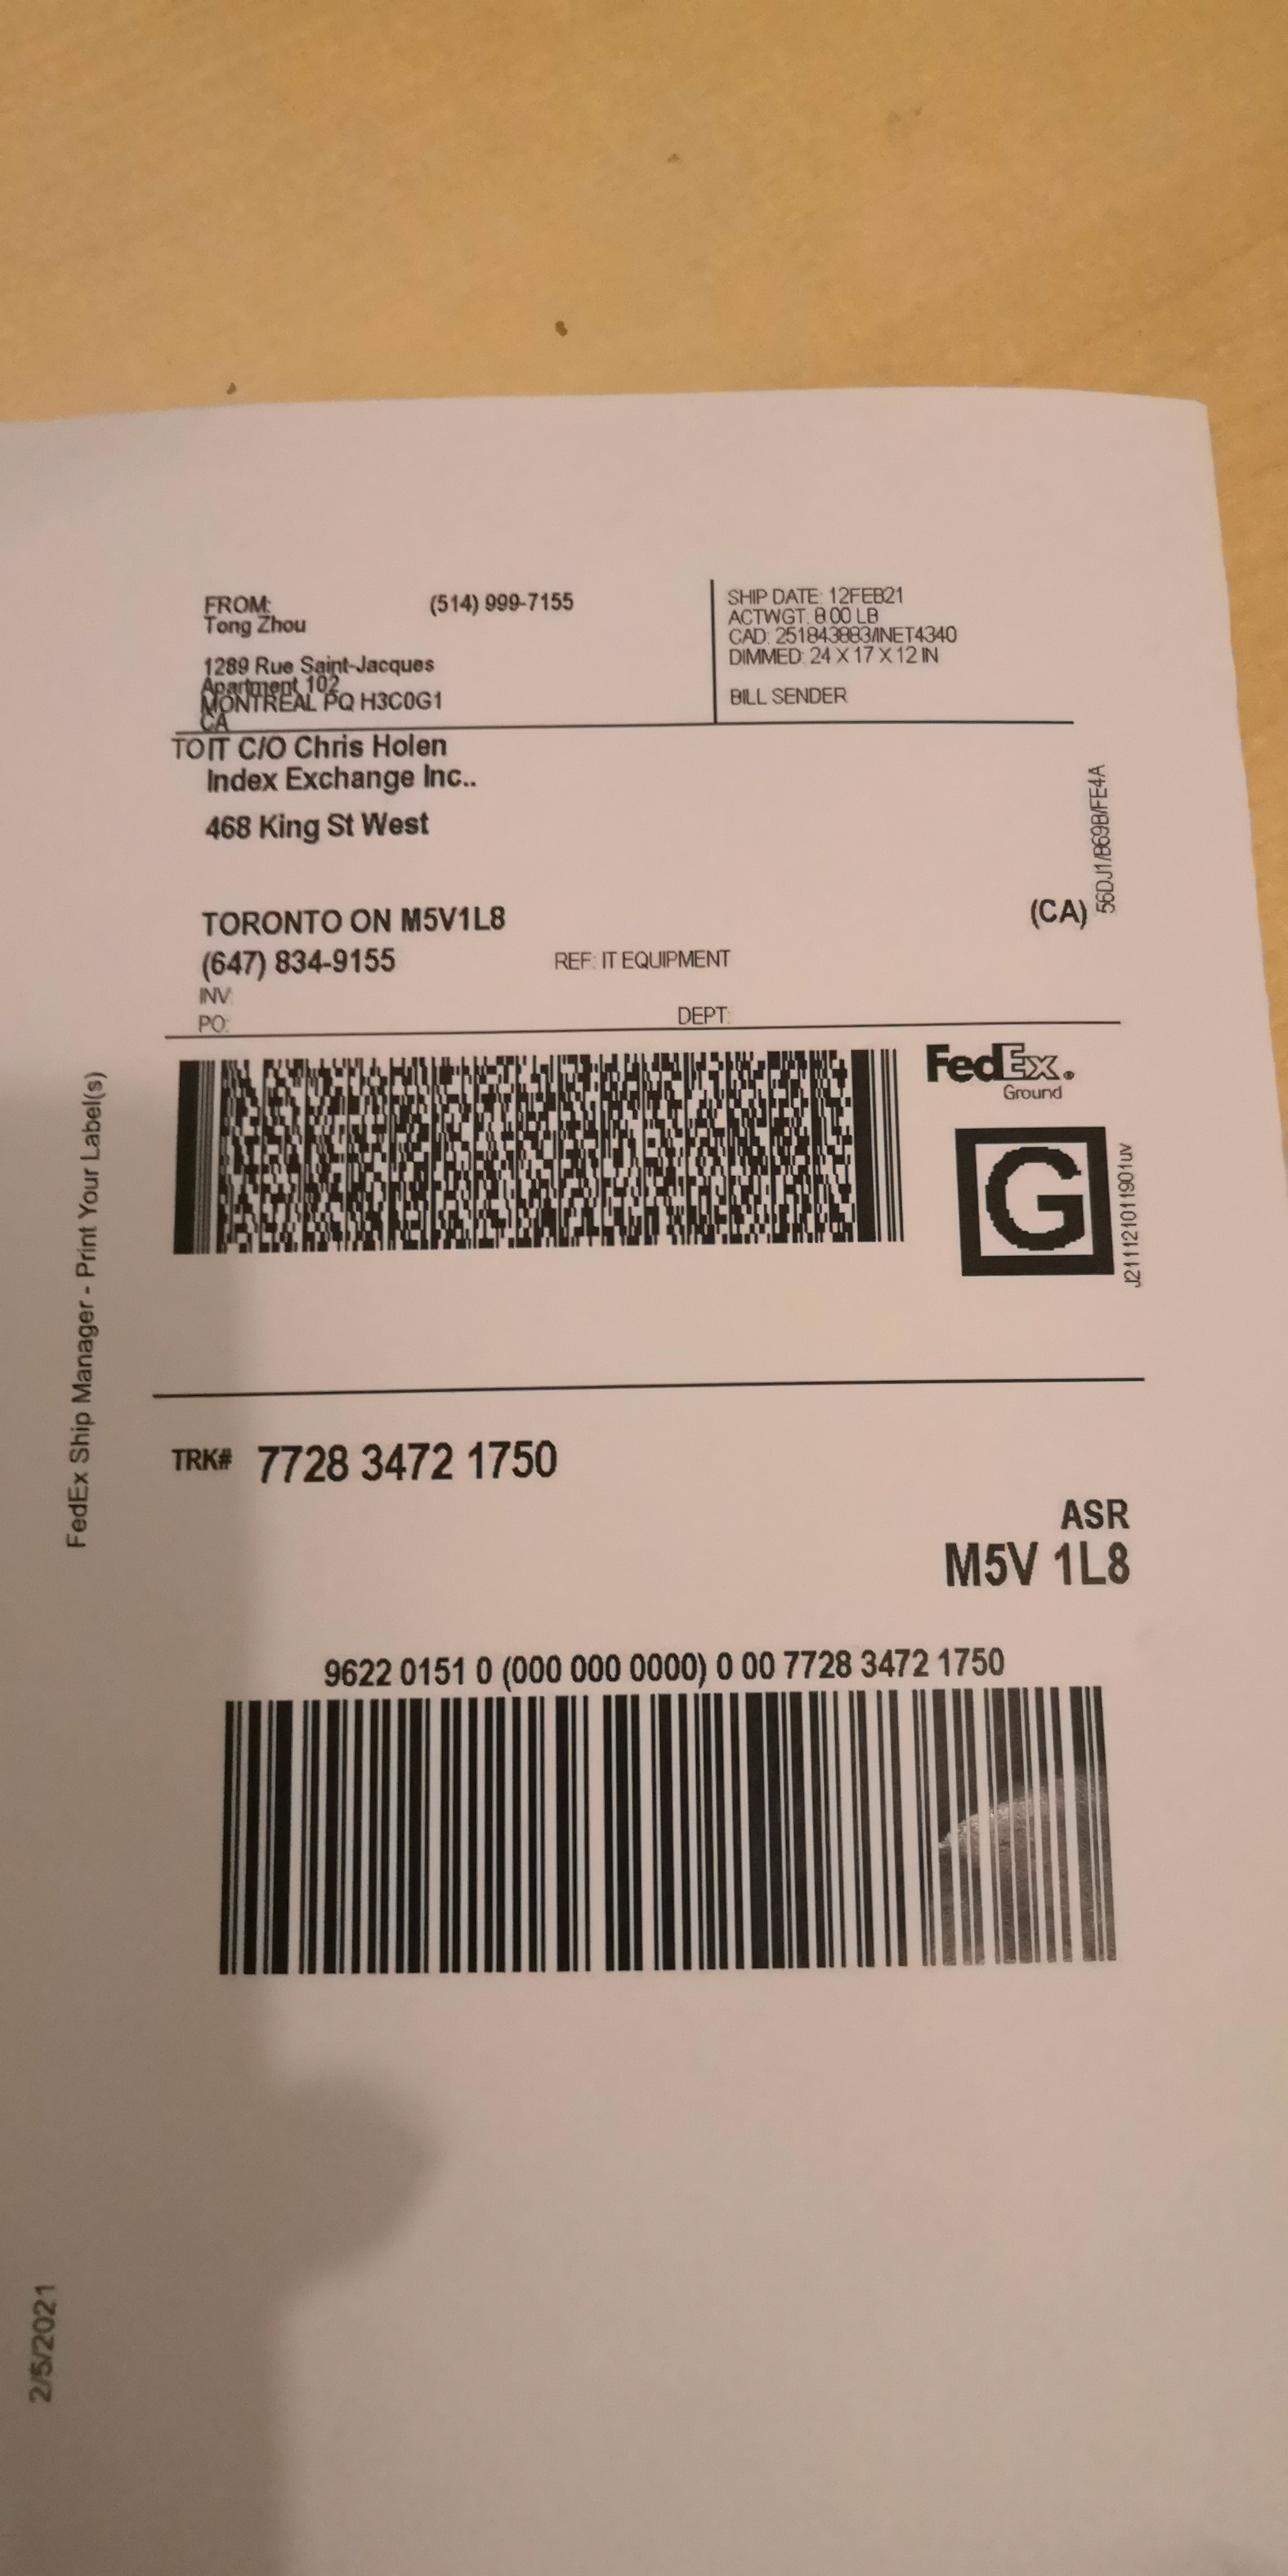 FROM: (514) 999-7155
Tong Zhou
1289 Rue Saint-Jacques
Apartment 102
MONTREAL PQ H3C0G1
CA
SHIP DATE: 12FEB21
ACTWGT: 8.00 LB
CAD: 251843883/INET4340
DIMMED: 24 X 17 X 12 IN
BILL SENDER
TO IT C/O Chris Holen
Index Exchange Inc..
468 King St West
TORONTO ON M5V1L8
(CA)
(647) 834-9155 REF: IT EQUIPMENT
INV:
PO: DEPT:
56DJ1/B69B/FE4A
FedEx®
Ground
G
J211121011901uv
TRK# 7728 3472 1750
ASR
M5V 1L8
9622 0151 0 (000 000 0000) 0 00 7728 3472 1750
FedEx Ship Manager - Print Your Label(s)
2/5/2021